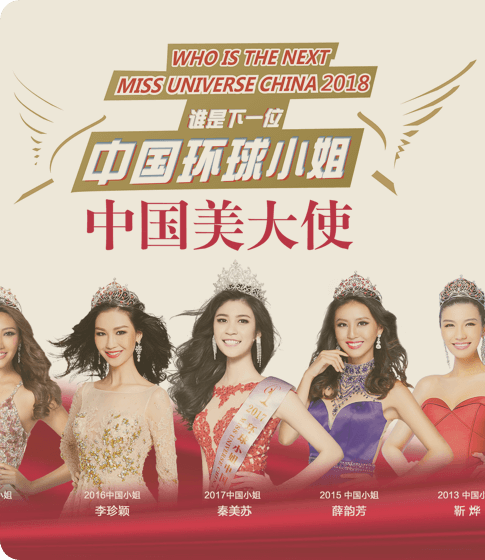 WHO IS THE NEXT
MISS UNIVERSE CHINA 2018
谁是下一位
中国环球小姐
中国美大使
小姐
2016中国小姐
李珍颖
2017中国小姐
秦美苏
2015 中国小姐
薛韵芳
2013 中国小姐
靳 烨